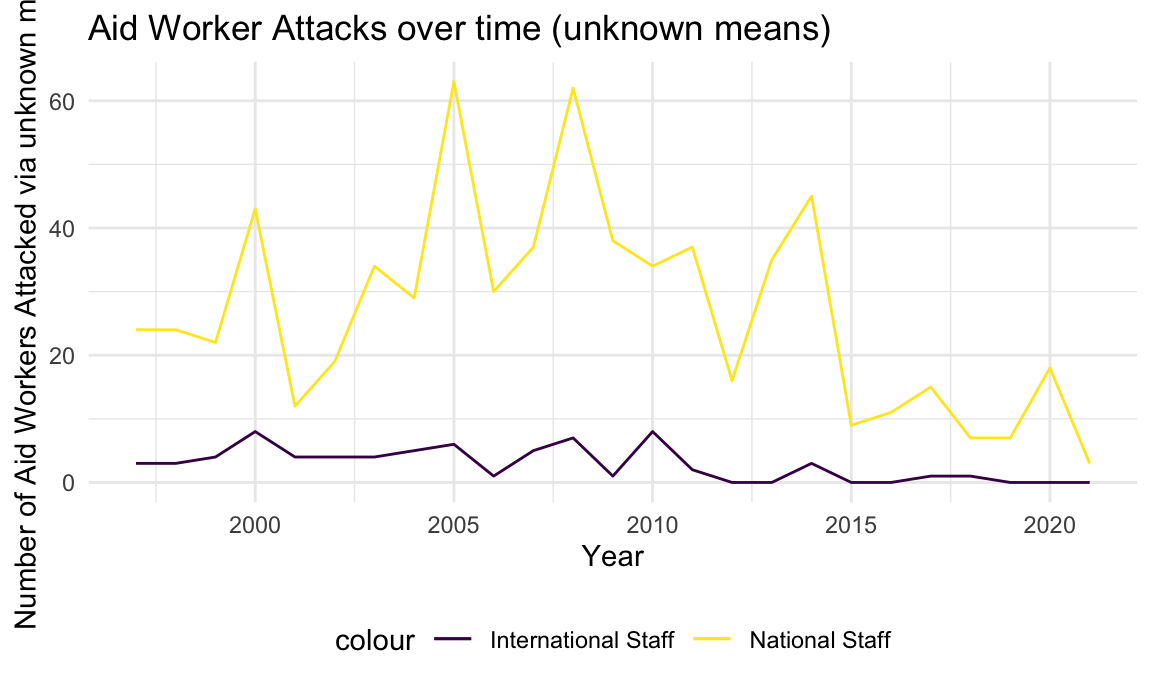 Aid Worker Attacks over time (unknown means)
Number of Aid Workers Attacked via unknown
60
40
20
0
2000 2005 2010 2015 2020
Year
colour International Staff National Staff